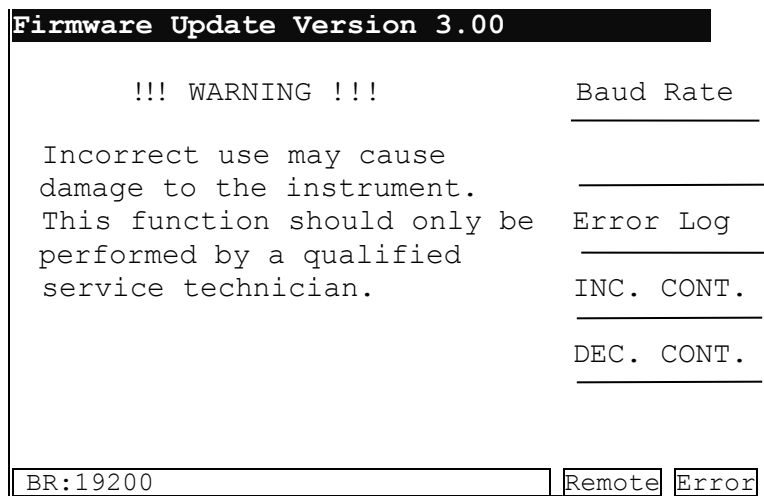 Firmware Update Version 3.00
!!! WARNING !!!
Incorrect use may cause
damage to the instrument.
This function should only be
performed by a qualified
service technician.
Baud Rate
Error Log
INC. CONT.
DEC. CONT.
BR:19200
Remote
Error